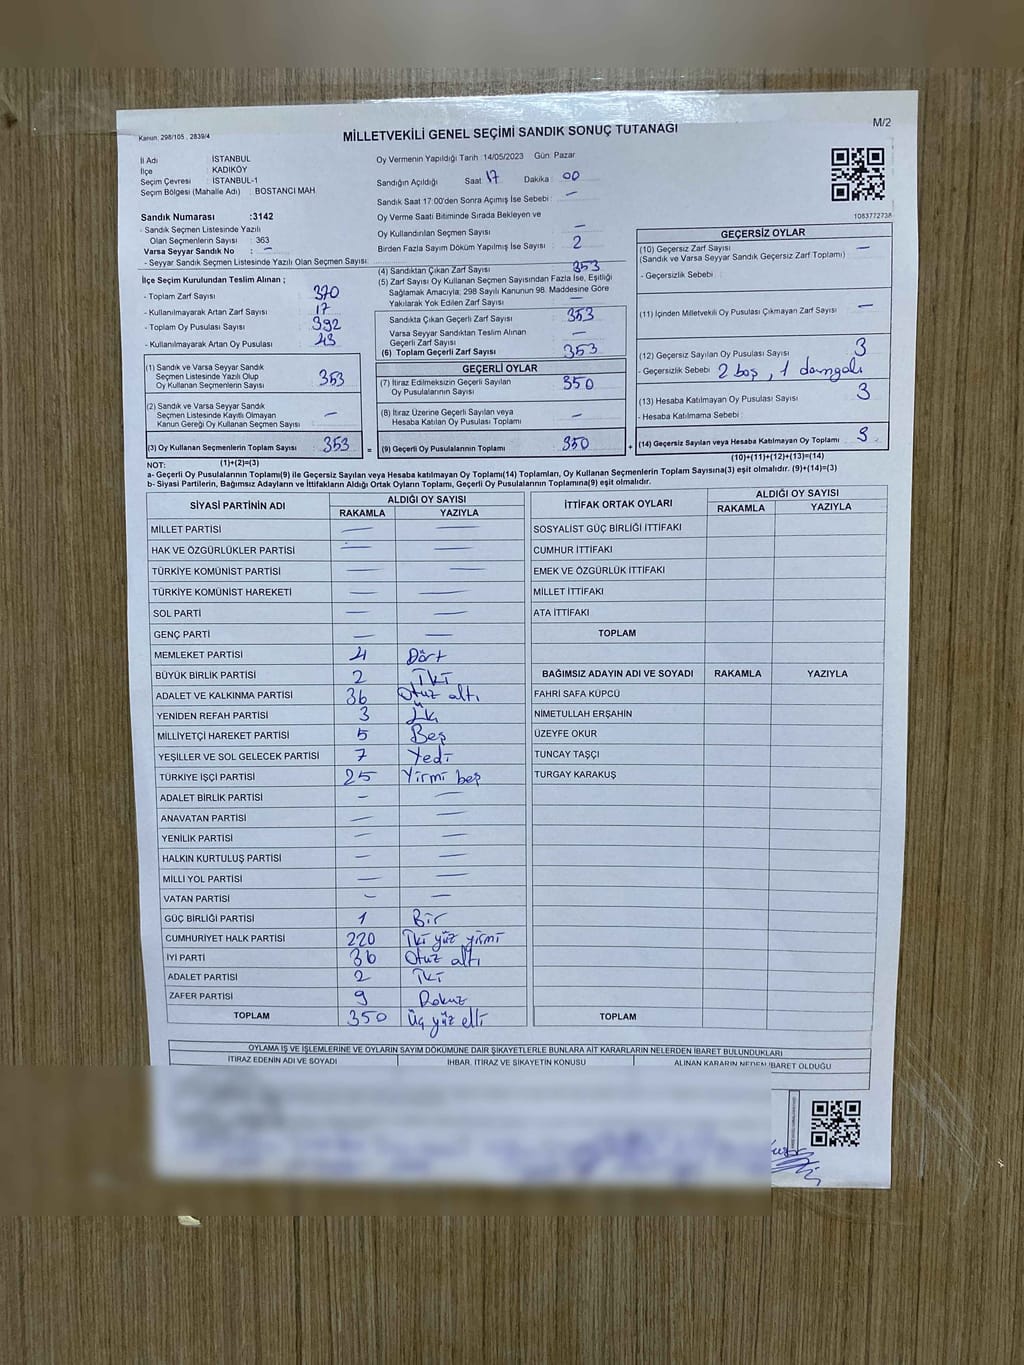 Kanun. 298/105 . 2839/4
MİLLETVEKİLİ GENEL SEÇİMİ SANDIK SONUÇ TUTANAĞI
M/2
İl Adı İSTANBUL
İlçe KADIKÖY
Seçim Çevresi : İSTANBUL-1
Seçim Bölgesi (Mahalle Adı) : BOSTANCI MAH.
Sandık Numarası :3142
- Sandık Seçmen Listesinde Yazılı
Olan Seçmenlerin Sayısı : 363
Varsa Seyyar Sandık No : —
- Seyyar Sandık Seçmen Listesinde Yazılı Olan Seçmen Sayısı:
Oy Vermenin Yapıldığı Tarih :14/05/2023 Gün: Pazar
Sandığın Açıldığı Saat 17 Dakika : 00
Sandık Saat 17:00'den Sonra Açımış İse Sebebi : —
Oy Verme Saati Bitiminde Sırada Bekleyen ve
Oy Kullandırılan Seçmen Sayısı —
Birden Fazla Sayım Döküm Yapılmış İse Sayısı 2
1083772738
İlçe Seçim Kurulundan Teslim Alınan ;
- Toplam Zarf Sayısı 370
- Kullanılmayarak Artan Zarf Sayısı 17
- Toplam Oy Pusulası Sayısı 392
- Kullanılmayarak Artan Oy Pusulası 43
(1) Sandık ve Varsa Seyyar Sandık
Seçmen Listesinde Yazılı Olup
Oy Kullanan Seçmenlerin Sayısı 353
(2) Sandık ve Varsa Seyyar Sandık
Seçmen Listesinde Kayıtlı Olmayan
Kanun Gereği Oy Kullanan Seçmen Sayısı —
(3) Oy Kullanan Seçmenlerin Toplam Sayısı 353 =
(1)+(2)=(3)
(4) Sandıktan Çıkan Zarf Sayısı 353
(5) Zarf Sayısı Oy Kullanan Seçmen Sayısından Fazla İse, Eşitliği
Sağlamak Amacıyla; 298 Sayılı Kanunun 98. Maddesine Göre
Yakılarak Yok Edilen Zarf Sayısı —
Sandıkta Çıkan Geçerli Zarf Sayısı 353
Varsa Seyyar Sandıktan Teslim Alınan
Geçerli Zarf Sayısı —
(6) Toplam Geçerli Zarf Sayısı 353
GEÇERLİ OYLAR
(7) İtiraz Edilmeksizin Geçerli Sayılan
Oy Pusulalarının Sayısı 350
(8) İtiraz Üzerine Geçerli Sayılan veya
Hesaba Katılan Oy Pusulası Toplamı —
(9) Geçerli Oy Pusulalarının Toplamı 350 +
GEÇERSİZ OYLAR
(10) Geçersiz Zarf Sayısı —
(Sandık ve Varsa Seyyar Sandık Geçersiz Zarf Toplamı)
- Geçersizlik Sebebi :
(11) İçinden Milletvekili Oy Pusulası Çıkmayan Zarf Sayısı —
(12) Geçersiz Sayılan Oy Pusulası Sayısı 3
- Geçersizlik Sebebi : 2 boş, 1 damgalı
(13) Hesaba Katılmayan Oy Pusulası Sayısı 3
- Hesaba Katılmama Sebebi :
(14) Geçersiz Sayılan veya Hesaba Katılmayan Oy Toplamı 3
(10)+(11)+(12)+(13)=(14)
NOT:
a- Geçerli Oy Pusulalarının Toplamı(9) ile Geçersiz Sayılan veya Hesaba katılmayan Oy Toplamı(14) Toplamları, Oy Kullanan Seçmenlerin Toplam Sayısına(3) eşit olmalıdır. (9)+(14)=(3)
b- Siyasi Partilerin, Bağımsız Adayların ve İttifakların Aldığı Ortak Oyların Toplamı, Geçerli Oy Pusulalarının Toplamına(9) eşit olmalıdır.
SİYASİ PARTİNİN ADI ALDIĞI OY SAYISI
RAKAMLA YAZIYLA
MİLLET PARTİSİ — —
HAK VE ÖZGÜRLÜKLER PARTİSİ — —
TÜRKİYE KOMÜNİST PARTİSİ — —
TÜRKİYE KOMÜNİST HAREKETİ — —
SOL PARTİ — —
GENÇ PARTİ — —
MEMLEKET PARTİSİ 4 Dört
BÜYÜK BİRLİK PARTİSİ 2 İki
ADALET VE KALKINMA PARTİSİ 36 Otuz altı
YENİDEN REFAH PARTİSİ 3
MİLLİYETÇİ HAREKET PARTİSİ 5 Beş
YEŞİLLER VE SOL GELECEK PARTİSİ 7 Yedi
TÜRKİYE İŞÇİ PARTİSİ 25 Yirmi beş
ADALET BİRLİK PARTİSİ — —
ANAVATAN PARTİSİ — —
YENİLİK PARTİSİ — —
HALKIN KURTULUŞ PARTİSİ — —
MİLLİ YOL PARTİSİ — —
VATAN PARTİSİ — —
GÜÇ BİRLİĞİ PARTİSİ 1 Bir
CUMHURİYET HALK PARTİSİ 220 İki yüz yirmi
İYİ PARTİ 36 Otuz altı
ADALET PARTİSİ 2 İki
ZAFER PARTİSİ 9 Dokuz
TOPLAM 350 Üç yüz elli
İTTİFAK ORTAK OYLARI ALDIĞI OY SAYISI
RAKAMLA YAZIYLA
SOSYALİST GÜÇ BİRLİĞİ İTTİFAKI
CUMHUR İTTİFAKI
EMEK VE ÖZGÜRLÜK İTTİFAKI
MİLLET İTTİFAKI
ATA İTTİFAKI
TOPLAM
BAĞIMSIZ ADAYIN ADI VE SOYADI RAKAMLA YAZIYLA
FAHRİ SAFA KÜPCÜ
NİMETULLAH ERŞAHİN
ÜZEYFE OKUR
TUNCAY TAŞÇI
TURGAY KARAKUŞ
TOPLAM
OYLAMA İŞ VE İŞLEMLERİNE VE OYLARIN SAYIM DÖKÜMÜNE DAİR ŞİKAYETLERLE BUNLARA AİT KARARLARIN NELERDEN İBARET BULUNDUKLARI
İTİRAZ EDENİN ADI VE SOYADI İHBAR, İTİRAZ VE ŞİKAYETİN KONUSU ALINAN KARARIN NEDEN İBARET OLDUĞU